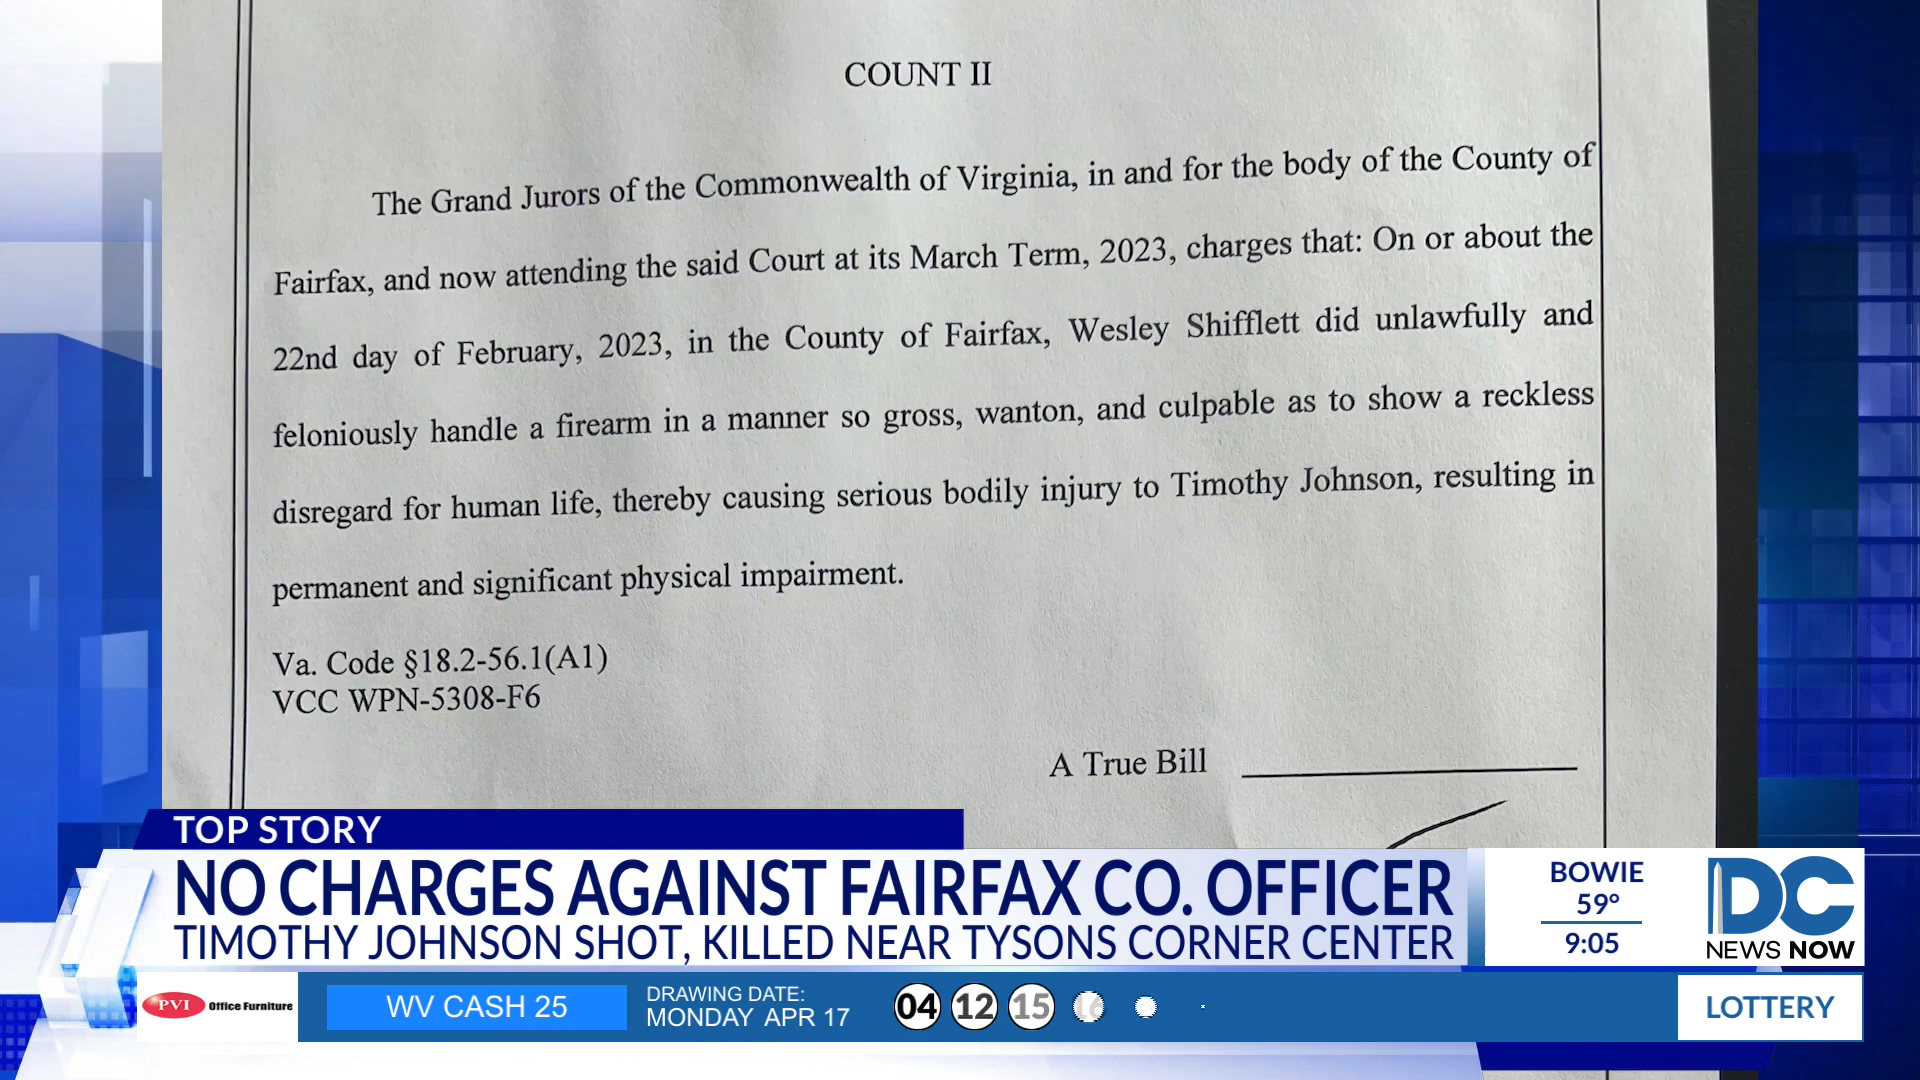 COUNT II
The Grand Jurors of the Commonwealth of Virginia, in and for the body of the County of
Fairfax, and now attending the said Court at its March Term, 2023, charges that: On or about the
22nd day of February, 2023, in the County of Fairfax, Wesley Shifflett did unlawfully and
feloniously handle a firearm in a manner so gross, wanton, and culpable as to show a reckless
disregard for human life, thereby causing serious bodily injury to Timothy Johnson, resulting in
permanent and significant physical impairment.
Va. Code §18.2-56.1(A1)
VCC WPN-5308-F6
A True Bill
TOP STORY
NO CHARGES AGAINST FAIRFAX CO. OFFICER
TIMOTHY JOHNSON SHOT, KILLED NEAR TYSONS CORNER CENTER
BOWIE
59°
9:05
DC
NEWS NOW
PVI Office Furniture
WV CASH 25
DRAWING DATE:
MONDAY APR 17
04 12 15
LOTTERY